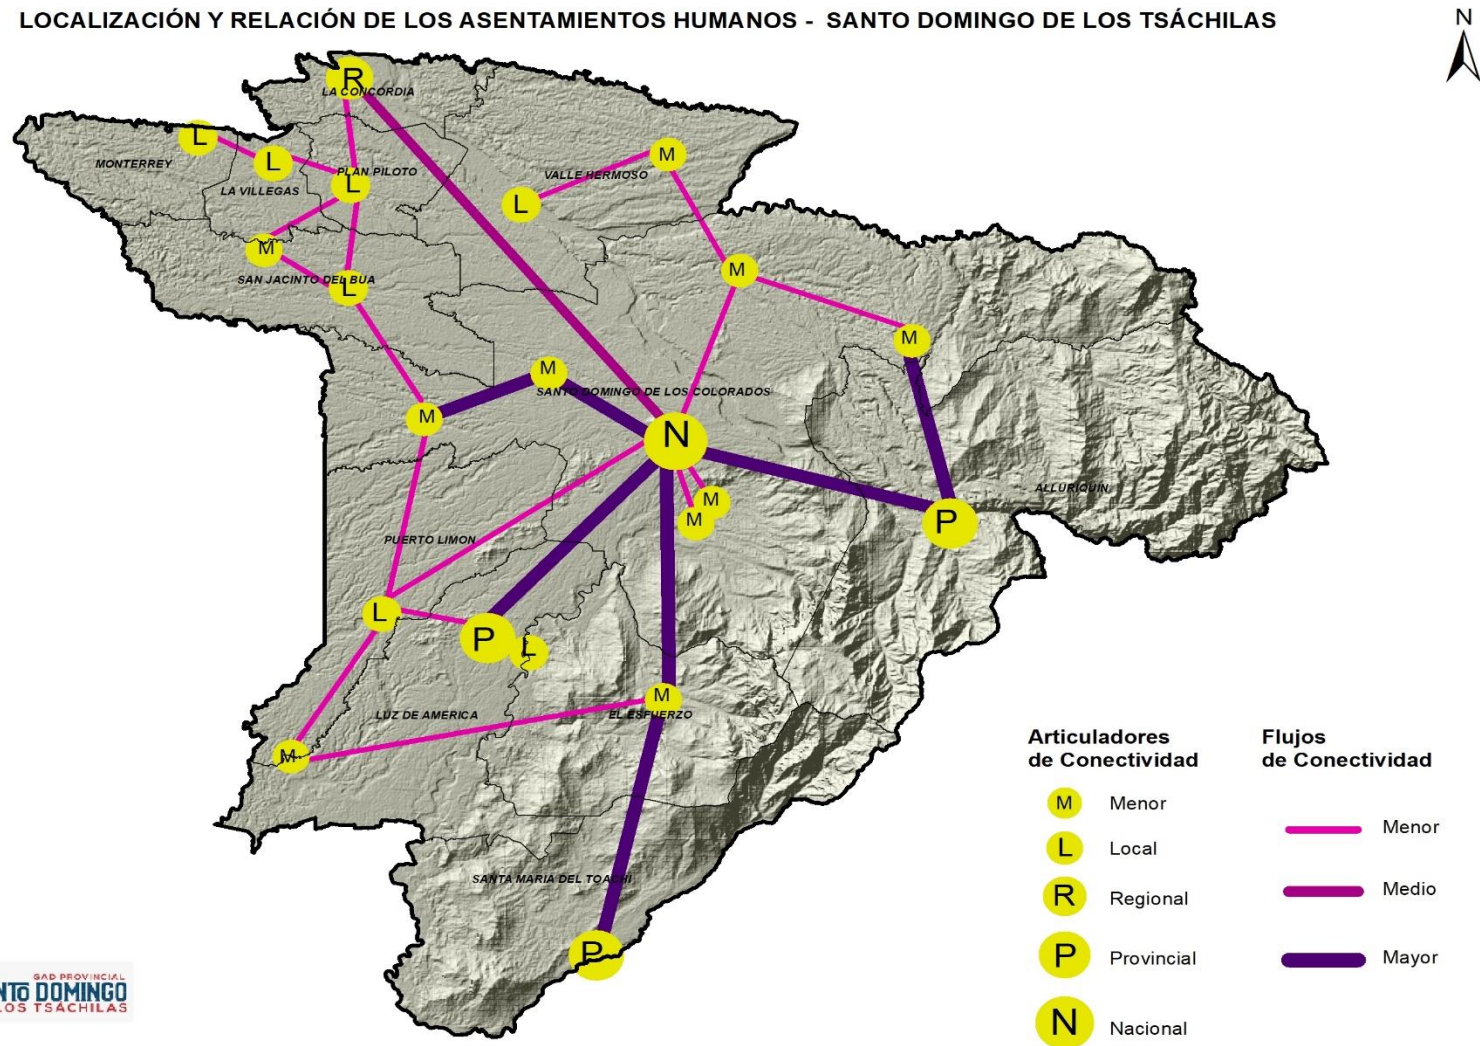 LOCALIZACIÓN Y RELACIÓN DE LOS ASENTAMIENTOS HUMANOS - SANTO DOMINGO DE LOS TSÁCHILAS
N
R
LA CONCORDIA
L
MONTERREY
L
LA VILLEGAS
PLAN PILOTO
L
M
VALLE HERMOSO
L
M
SAN JACINTO DEL BUA
L
M
M
M
SANTO DOMINGO DE LOS COLORADOS
M
N
M
M
ALLURIQUIN
P
PUERTO LIMON
L
P
L
M
LUZ DE AMERICA
EL ESFUERZO
M
SANTA MARIA DEL TOACHI
P
Articuladores
de Conectividad
M Menor
L Local
R Regional
P Provincial
N Nacional
Flujos
de Conectividad
Menor
Medio
Mayor
GAD PROVINCIAL
NTO DOMINGO
LOS TSÁCHILAS